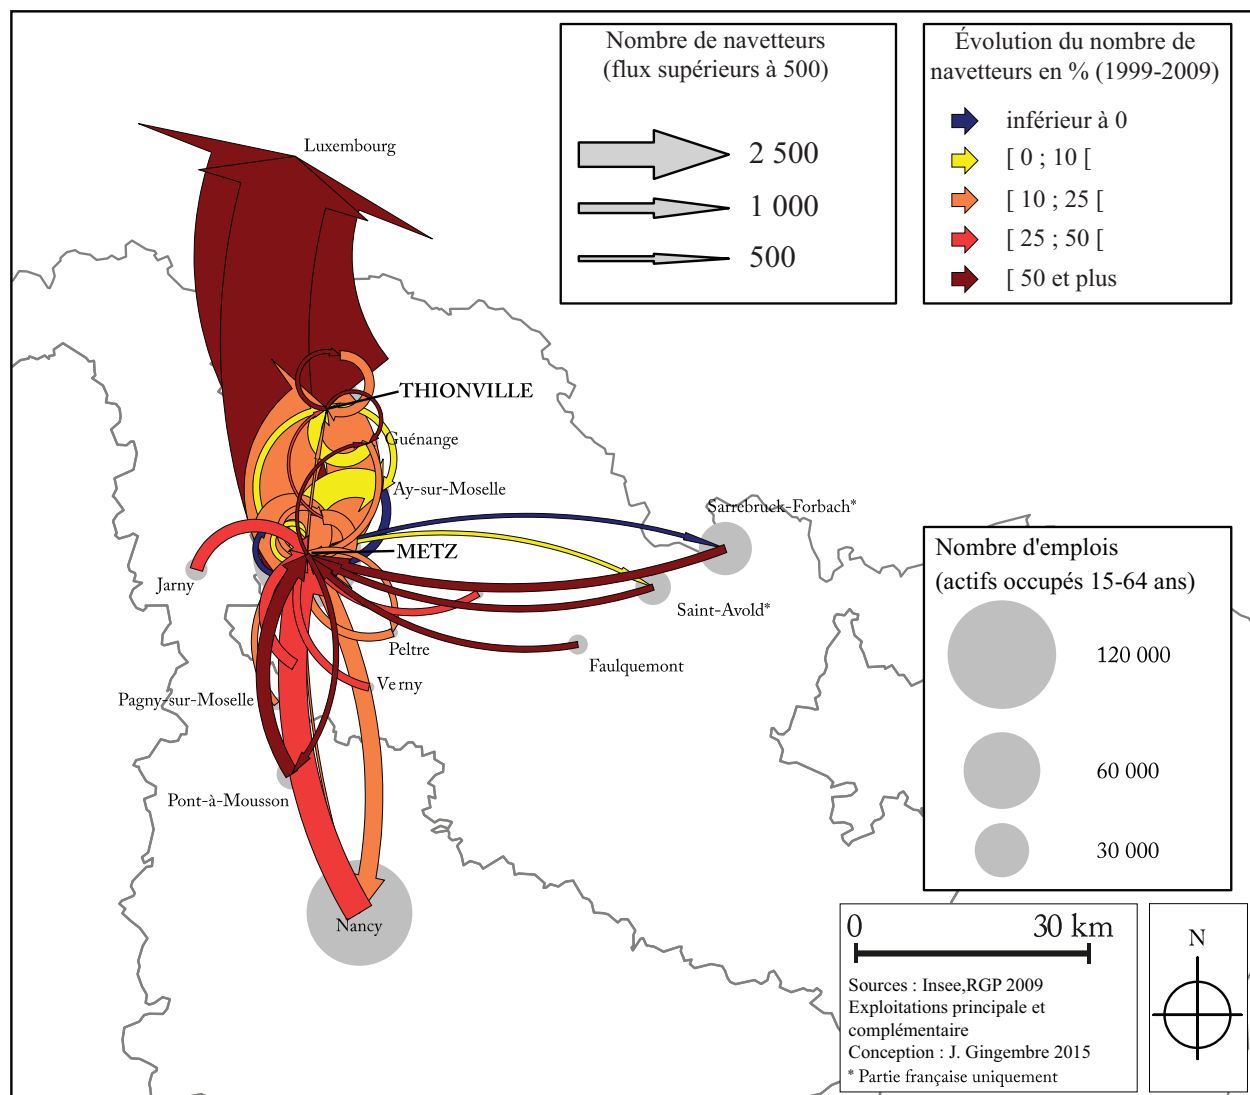 Nombre de navetteurs
(flux supérieurs à 500)
2 500
1 000
500
Évolution du nombre de
navetteurs en % (1999-2009)
inférieur à 0
[ 0 ; 10 [
[ 10 ; 25 [
[ 25 ; 50 [
[ 50 et plus
Luxembourg
THIONVILLE
Guénange
Ay-sur-Moselle
Sarrebruck-Forbach*
METZ
Jarny
Saint-Avold*
Peltre
Faulquemont
Verny
Pagny-sur-Moselle
Pont-à-Mousson
Nancy
Nombre d'emplois
(actifs occupés 15-64 ans)
120 000
60 000
30 000
0 30 km
Sources : Insee,RGP 2009
Exploitations principale et
complémentaire
Conception : J. Gingembre 2015
* Partie française uniquement
N